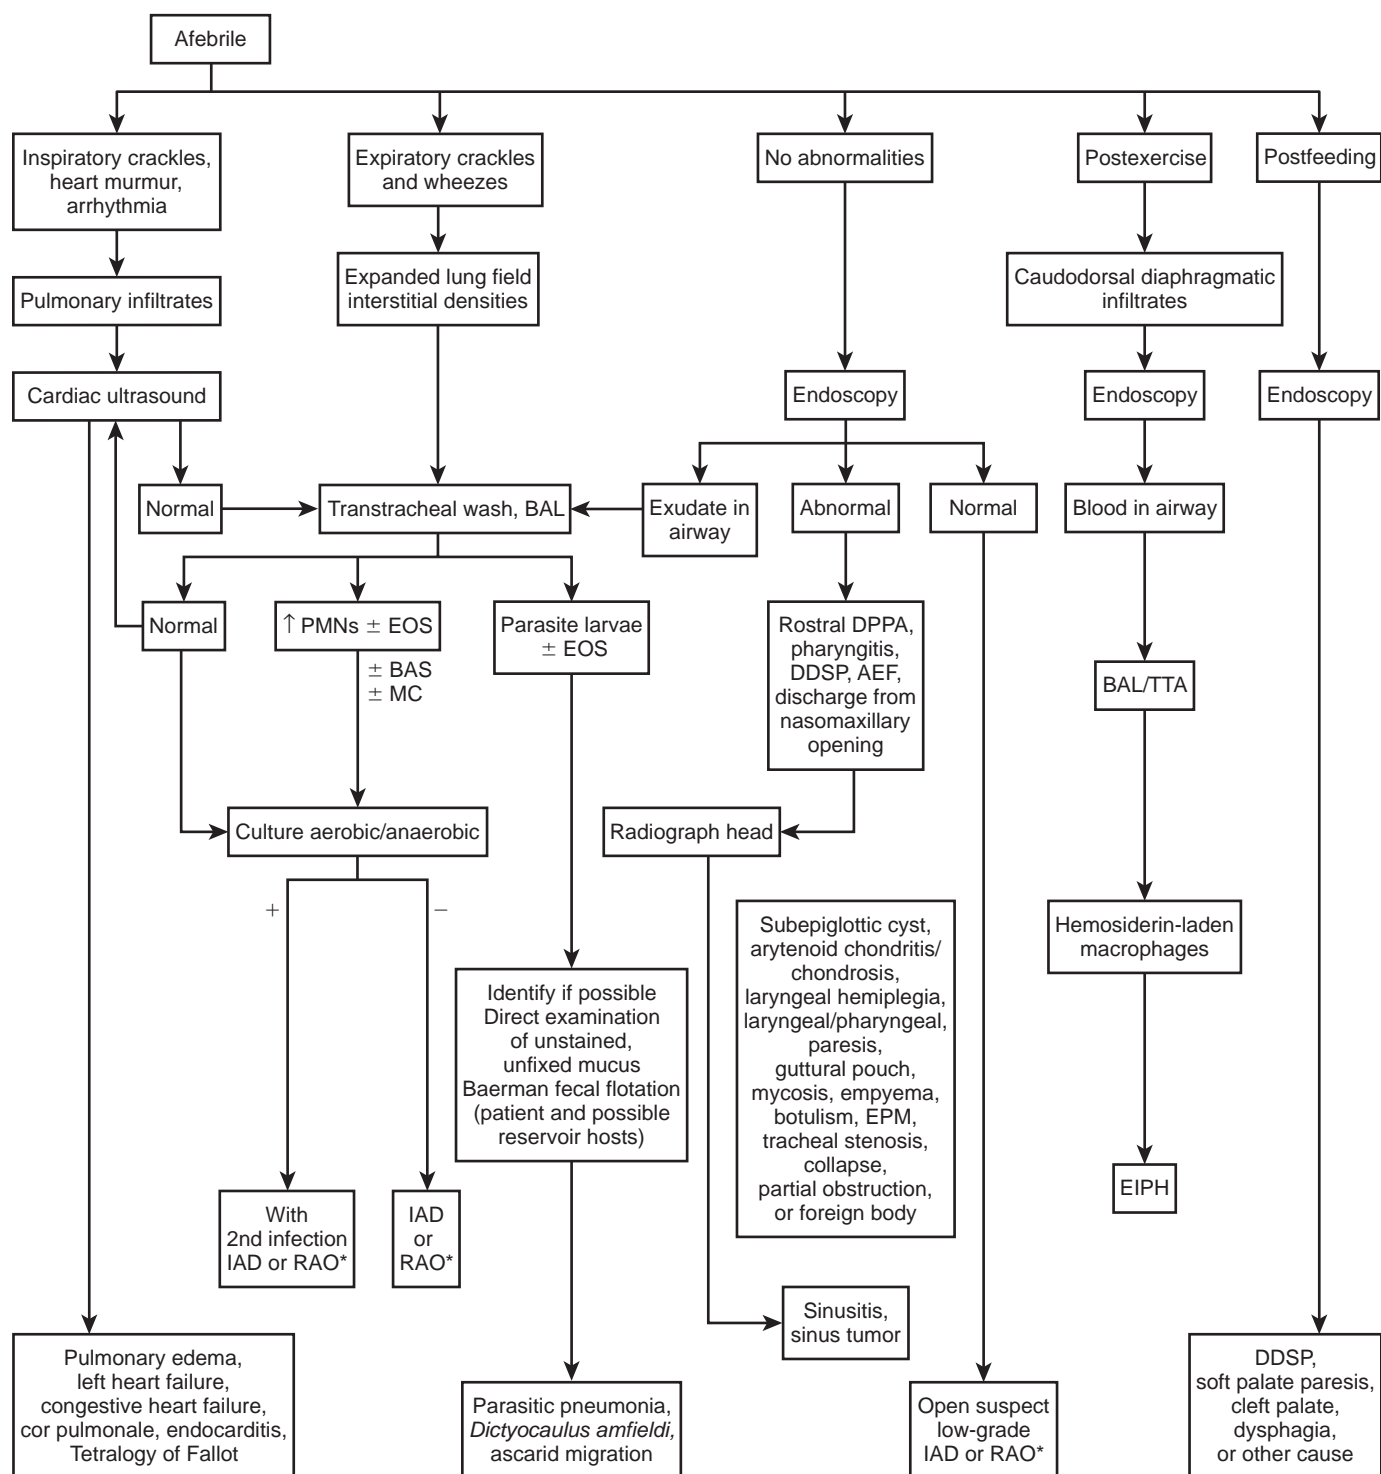 Afebrile
Inspiratory crackles,
heart murmur,
arrhythmia
Expiratory crackles
and wheezes
No abnormalities
Postexercise
Postfeeding
Pulmonary infiltrates
Expanded lung field
interstitial densities
Caudodorsal diaphragmatic
infiltrates
Cardiac ultrasound
Endoscopy
Endoscopy
Endoscopy
Normal
Transtracheal wash, BAL
Exudate in
airway
Abnormal
Normal
Blood in airway
Normal
↑ PMNs ± EOS
± BAS
± MC
Parasite larvae
± EOS
Rostral DPPA,
pharyngitis,
DDSP, AEF,
discharge from
nasomaxillary
opening
BAL/TTA
Culture aerobic/anaerobic
Radiograph head
+
−
Subepiglottic cyst,
arytenoid chondritis/
chondrosis,
laryngeal hemiplegia,
laryngeal/pharyngeal,
paresis,
guttural pouch,
mycosis, empyema,
botulism, EPM,
tracheal stenosis,
collapse,
partial obstruction,
or foreign body
Hemosiderin-laden
macrophages
Identify if possible
Direct examination
of unstained,
unfixed mucus
Baerman fecal flotation
(patient and possible
reservoir hosts)
EIPH
With
2nd infection
IAD or RAO*
IAD
or
RAO*
Sinusitis,
sinus tumor
Pulmonary edema,
left heart failure,
congestive heart failure,
cor pulmonale, endocarditis,
Tetralogy of Fallot
Parasitic pneumonia,
Dictyocaulus amfieldi,
ascarid migration
Open suspect
low-grade
IAD or RAO*
DDSP,
soft palate paresis,
cleft palate,
dysphagia,
or other cause